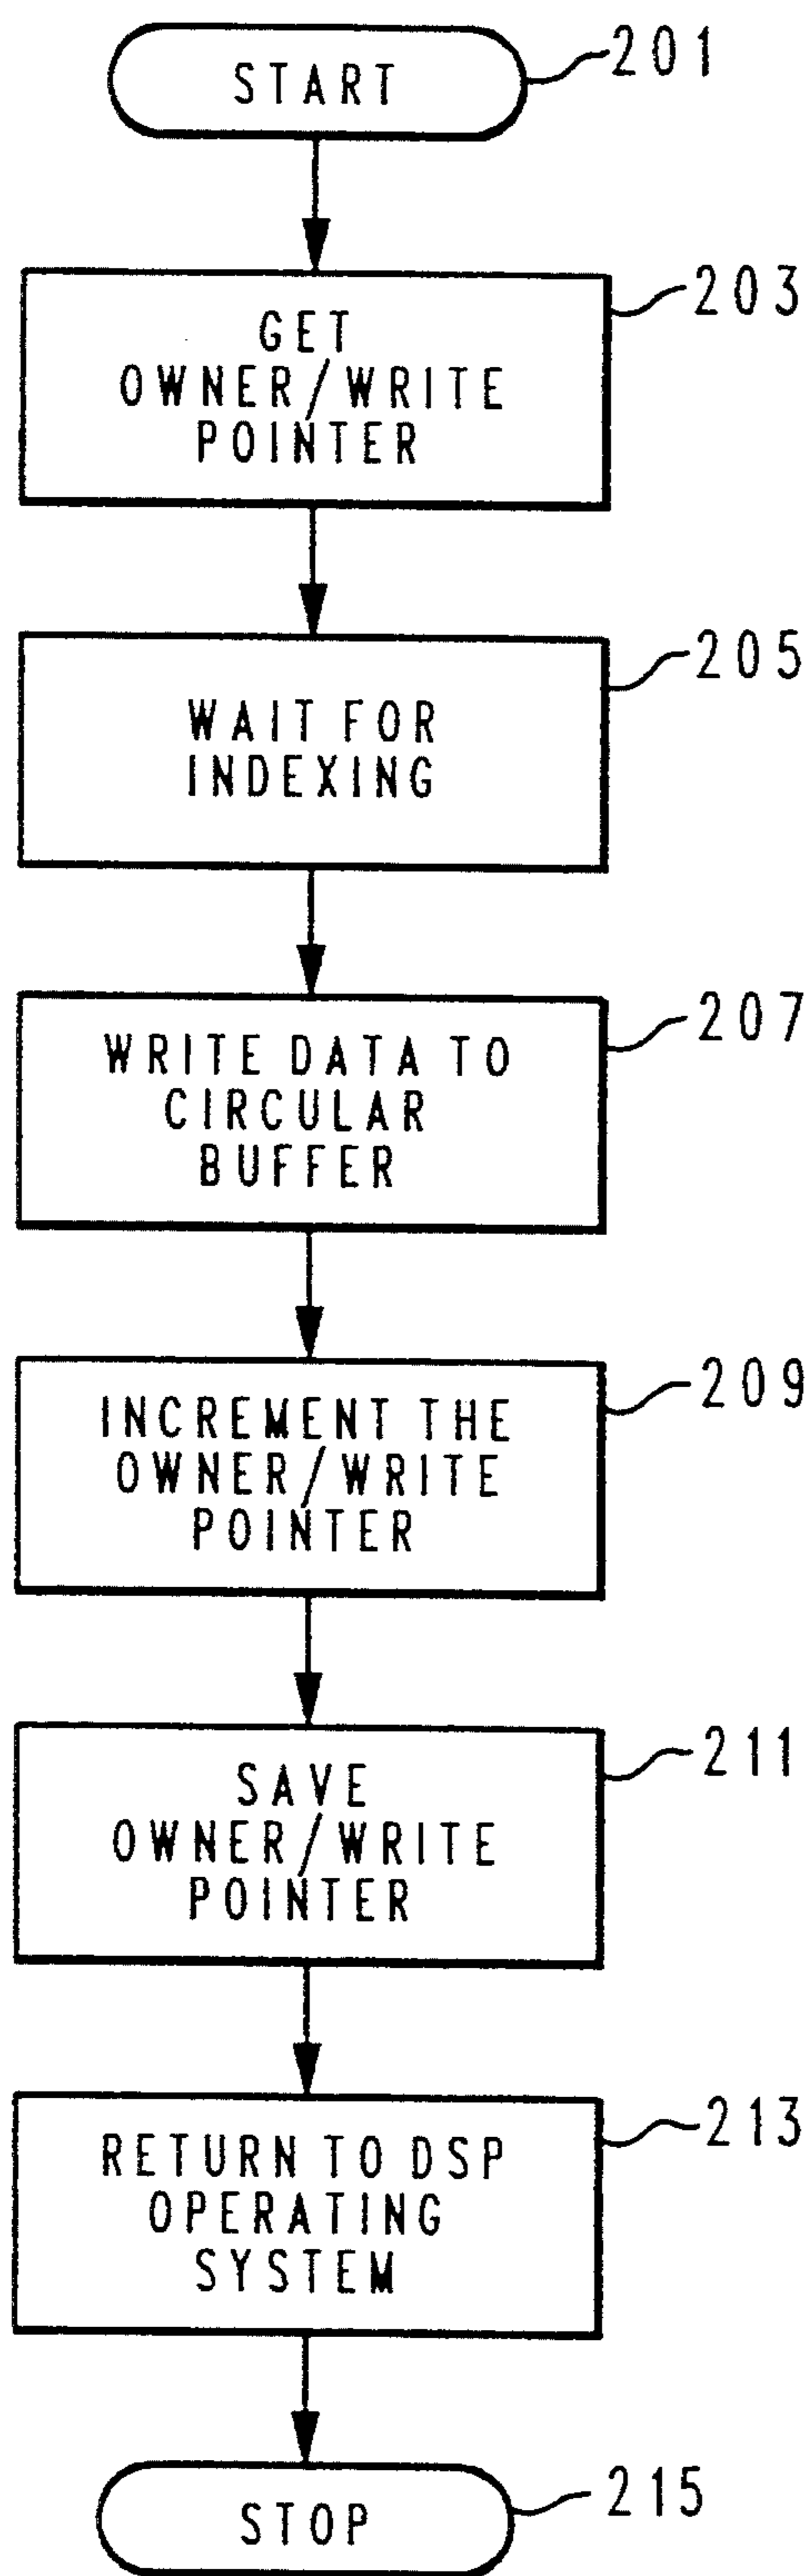 START
201
GET
OWNER/WRITE
POINTER
203
WAIT FOR
INDEXING
205
WRITE DATA TO
CIRCULAR
BUFFER
207
INCREMENT THE
OWNER/WRITE
POINTER
209
SAVE
OWNER/WRITE
POINTER
211
RETURN TO DSP
OPERATING
SYSTEM
213
STOP
215